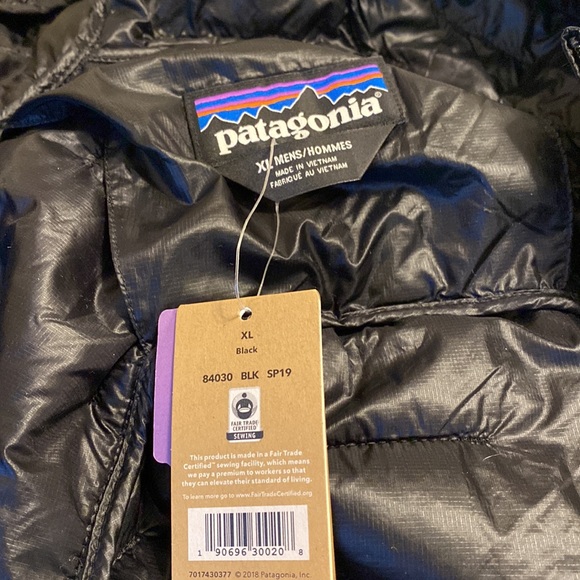 patagonia®
XL MENS/HOMMES
MADE IN VIETNAM
FABRIQUÉ AU VIETNAM
XL
Black
84030 BLK SP19
FAIR TRADE
CERTIFIED
SEWING
This product is made in a Fair Trade
Certified™ sewing facility, which means
we pay a premium to workers so that
they can elevate their standard of living.
To learn more go to www.FairTradeCertified.org
1 90696 30020 8
7017430377 © 2018 Patagonia, Inc.